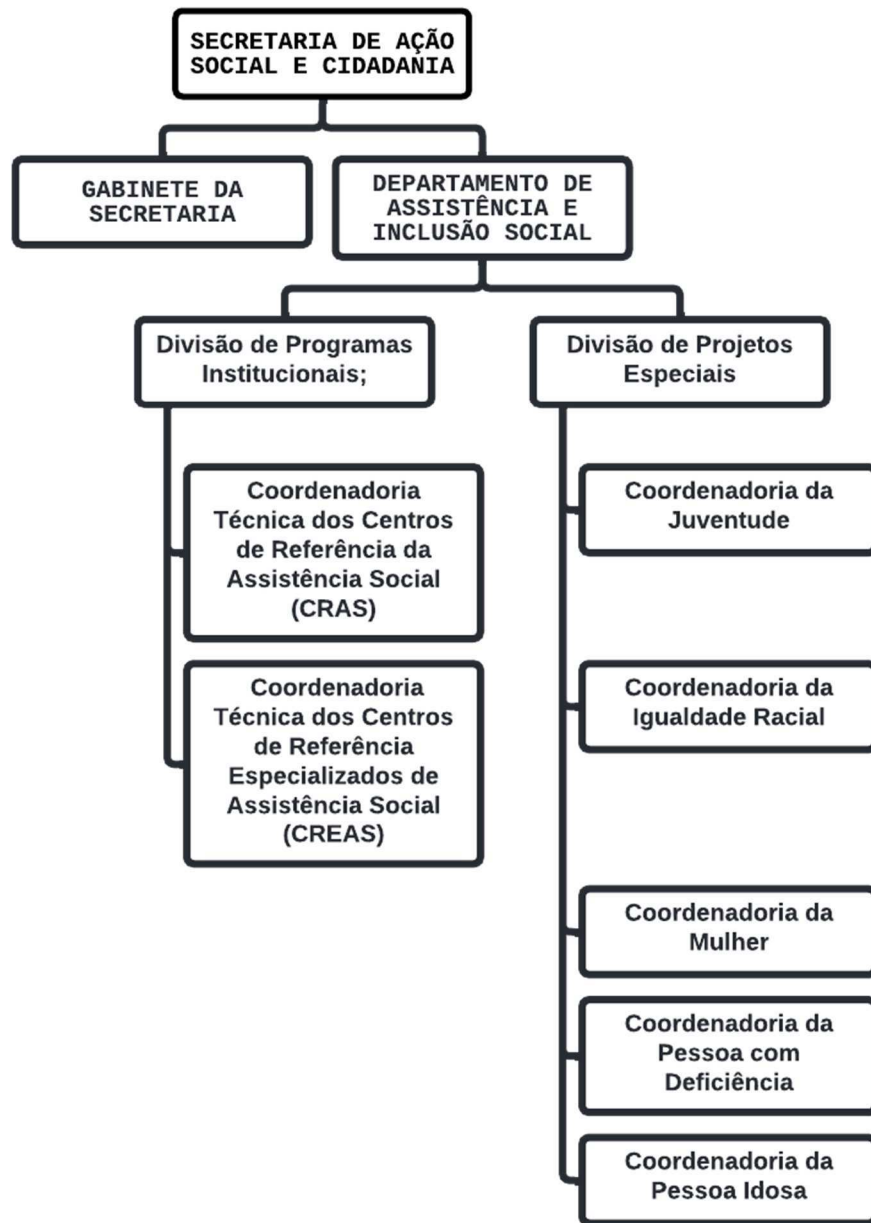 SECRETARIA DE AÇÃO
SOCIAL E CIDADANIA
GABINETE DA
SECRETARIA
DEPARTAMENTO DE
ASSISTÊNCIA E
INCLUSÃO SOCIAL
Divisão de Programas
Institucionais;
Coordenadoria
Técnica dos Centros
de Referência da
Assistência Social
(CRAS)
Coordenadoria
Técnica dos Centros
de Referência
Especializados de
Assistência Social
(CREAS)
Divisão de Projetos
Especiais
Coordenadoria da
Juventude
Coordenadoria da
Igualdade Racial
Coordenadoria da
Mulher
Coordenadoria da
Pessoa com
Deficiência
Coordenadoria da
Pessoa Idosa